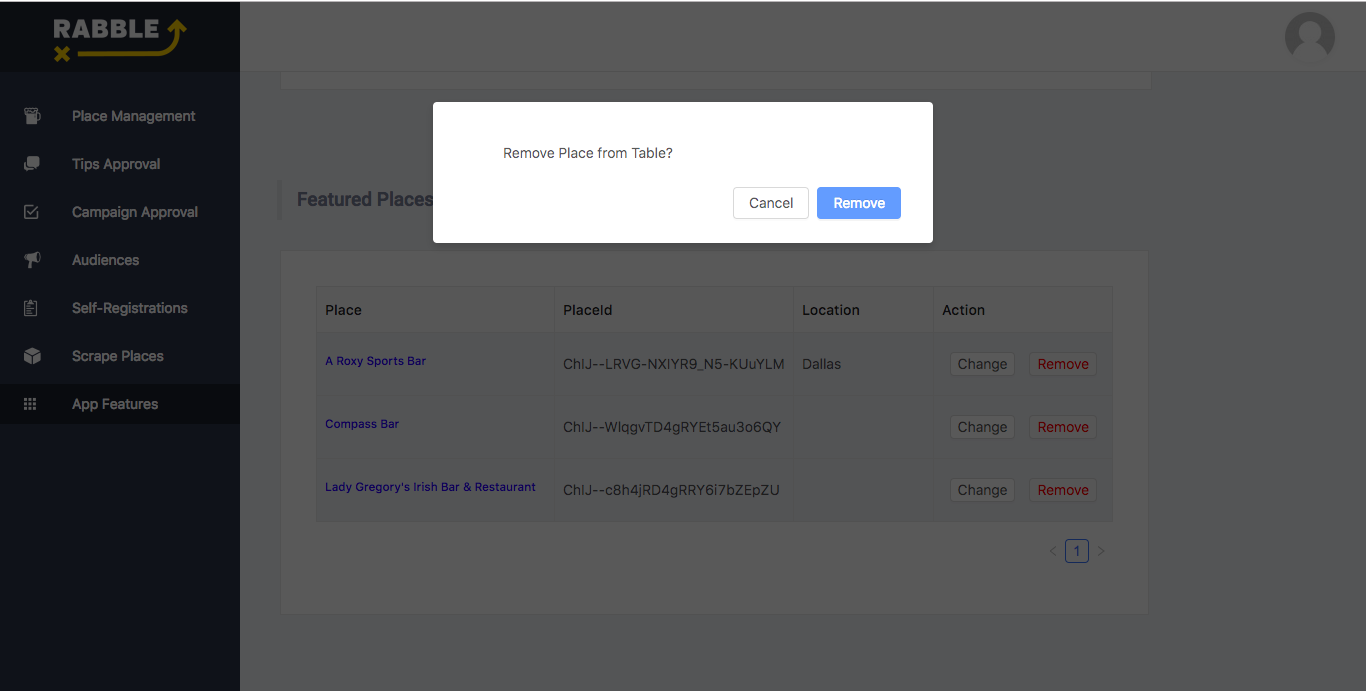 RABBLE
Place Management
Tips Approval
Campaign Approval
Audiences
Self-Registrations
Scrape Places
App Features
Remove Place from Table?
Cancel Remove
Featured Places
Place PlaceId Location Action
A Roxy Sports Bar ChIJ--LRVG-NXIYR9_N5-KUuYLM Dallas Change Remove
Compass Bar ChIJ--WlqgvTD4gRYEt5au3o6QY Change Remove
Lady Gregory's Irish Bar & Restaurant ChIJ--c8h4jRD4gRRY6i7bZEpZU Change Remove
< 1 >